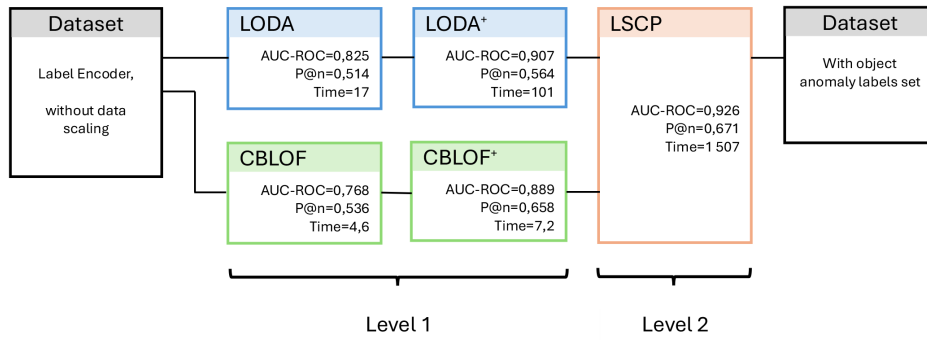 Dataset
Label Encoder,
without data
scaling
LODA
AUC-ROC=0,825
P@n=0,514
Time=17
LODA⁺
AUC-ROC=0,907
P@n=0,564
Time=101
CBLOF
AUC-ROC=0,768
P@n=0,536
Time=4,6
CBLOF⁺
AUC-ROC=0,889
P@n=0,658
Time=7,2
LSCP
AUC-ROC=0,926
P@n=0,671
Time=1 507
Dataset
With object
anomaly labels set
Level 1
Level 2